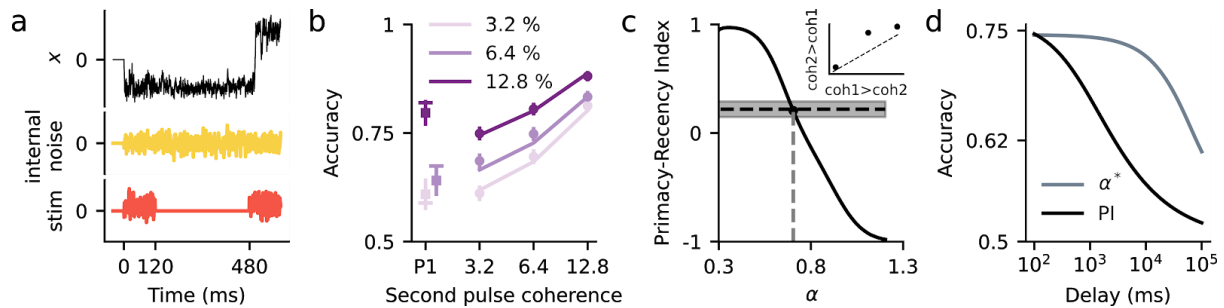 a
x
0
internal
noise
0
stim
0
0
120
480
Time (ms)
b
3.2 %
6.4 %
12.8 %
Accuracy
1
0.75
0.5
P1
3.2
6.4
12.8
Second pulse coherence
c
Primacy-Recency Index
1
0
-1
0.3
0.8
1.3
α
coh2>coh1
coh1>coh2
d
Accuracy
0.75
0.62
0.5
α*
PI
10²
10³
10⁴
10⁵
Delay (ms)